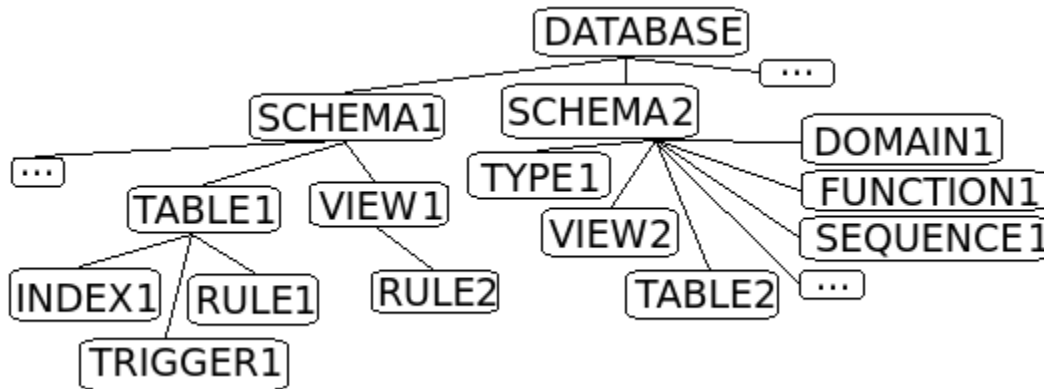 DATABASE
...
SCHEMA1
SCHEMA2
DOMAIN1
...
TYPE1
FUNCTION1
TABLE1
VIEW1
VIEW2
SEQUENCE1
INDEX1
RULE1
RULE2
TABLE2
...
TRIGGER1